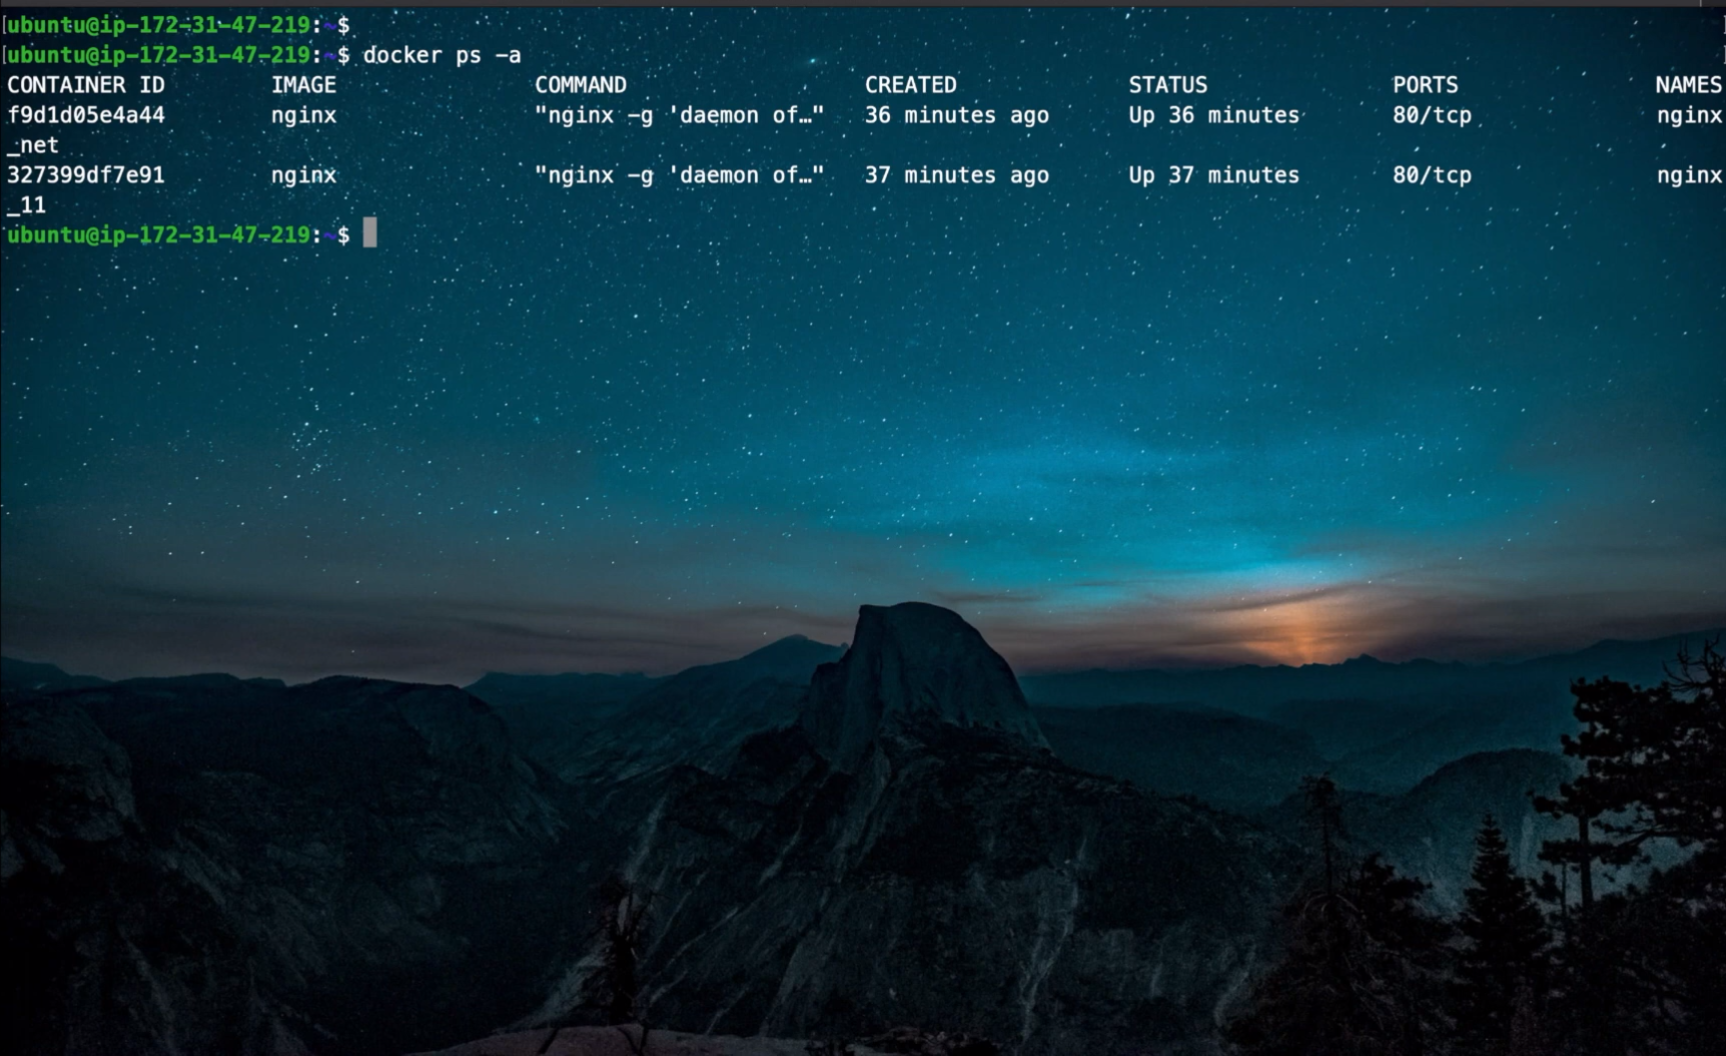 [ubuntu@ip-172-31-47-219:~$
[ubuntu@ip-172-31-47-219:~$ docker ps -a
CONTAINER ID        IMAGE               COMMAND                  CREATED             STATUS              PORTS               NAMES
f9d1d05e4a44        nginx               "nginx -g 'daemon of…"   36 minutes ago      Up 36 minutes       80/tcp              nginx
_net
327399df7e91        nginx               "nginx -g 'daemon of…"   37 minutes ago      Up 37 minutes       80/tcp              nginx
_11
ubuntu@ip-172-31-47-219:~$